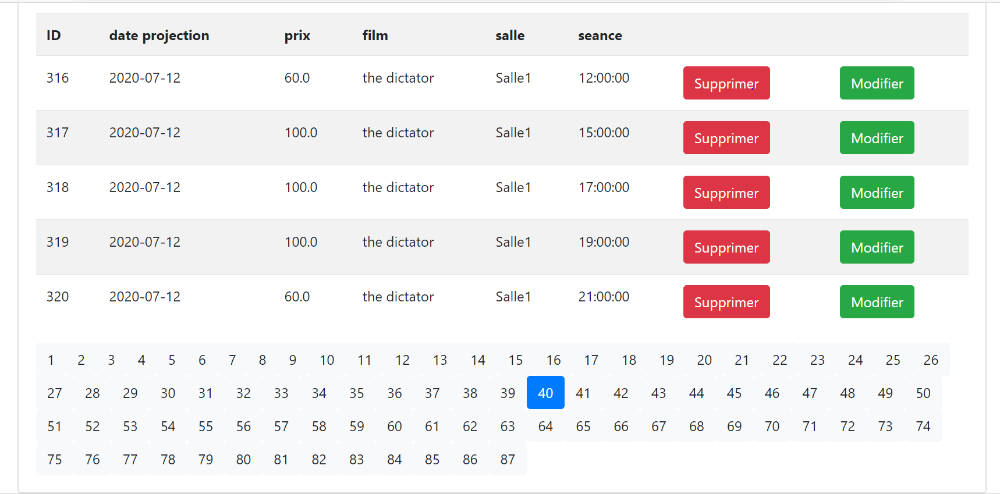 ID date projection prix film salle seance
316 2020-07-12 60.0 the dictator Salle1 12:00:00 Supprimer Modifier
317 2020-07-12 100.0 the dictator Salle1 15:00:00 Supprimer Modifier
318 2020-07-12 100.0 the dictator Salle1 17:00:00 Supprimer Modifier
319 2020-07-12 100.0 the dictator Salle1 19:00:00 Supprimer Modifier
320 2020-07-12 60.0 the dictator Salle1 21:00:00 Supprimer Modifier
1 2 3 4 5 6 7 8 9 10 11 12 13 14 15 16 17 18 19 20 21 22 23 24 25 26
27 28 29 30 31 32 33 34 35 36 37 38 39 40 41 42 43 44 45 46 47 48 49 50
51 52 53 54 55 56 57 58 59 60 61 62 63 64 65 66 67 68 69 70 71 72 73 74
75 76 77 78 79 80 81 82 83 84 85 86 87